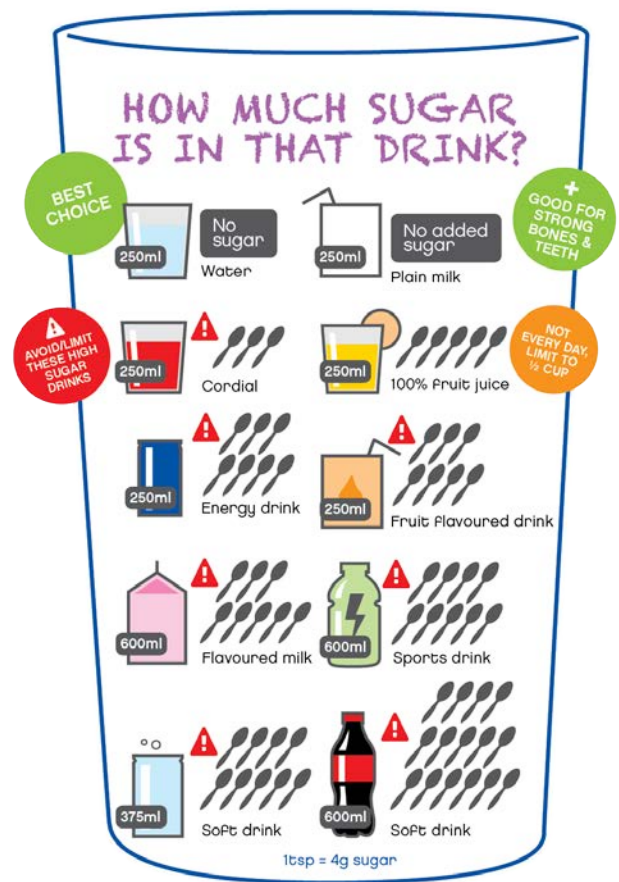 HOW MUCH SUGAR
IS IN THAT DRINK?
BEST
CHOICE
250ml
No
sugar
Water
250ml
No added
sugar
Plain milk
+
GOOD FOR
STRONG
BONES &
TEETH
!
AVOID/LIMIT
THESE HIGH
SUGAR
DRINKS
250ml
!
Cordial
250ml
100% fruit juice
NOT
EVERY DAY,
LIMIT TO
½ CUP
250ml
!
Energy drink
250ml
!
Fruit flavoured drink
600ml
!
Flavoured milk
600ml
!
Sports drink
375ml
!
Soft drink
600ml
!
Soft drink
1tsp = 4g sugar